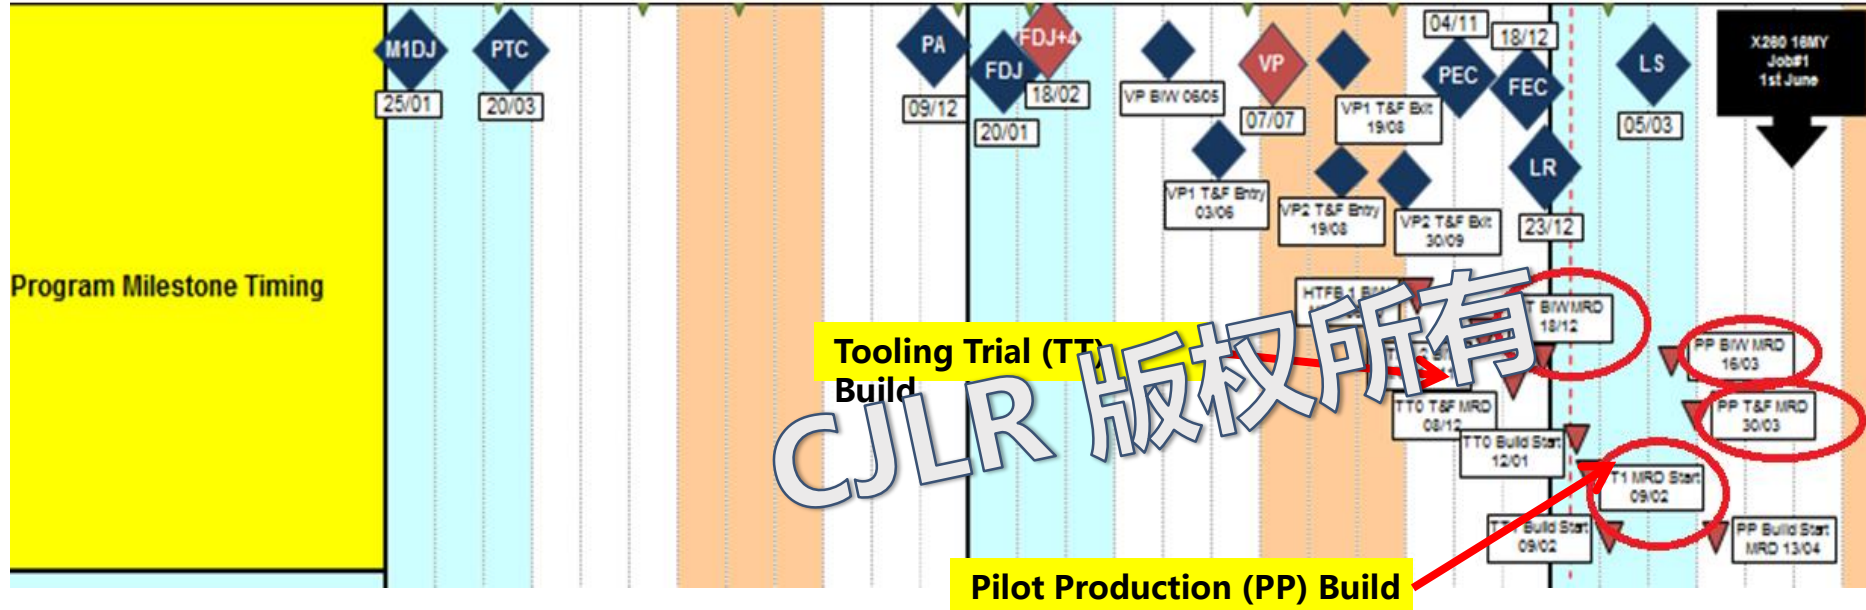 M1DJ
25/01
PTC
20/03
PA
09/12
FDJ
20/01
FDJ+4
18/02
VP BIW 06/05
VP1 T&F Entry
03/06
VP
07/07
VP1 T&F Exit
19/08
VP2 T&F Entry
19/08
VP2 T&F Exit
30/09
04/11
PEC
18/12
FEC
LR
23/12
LS
05/03
X260 16MY
Job#1
1st June
Program Milestone Timing
HTFB 1
BIW MRD
18/12
PP BIW MRD
16/03
Tooling Trial (TT)
Build
TT0 T&F MRD
08/12
PP T&F MRD
30/03
TT0 Build Start
12/01
T1 MRD Start
09/02
Build Start
09/02
PP Build Start
MRD 13/04
Pilot Production (PP) Build
CJLR 版权所有